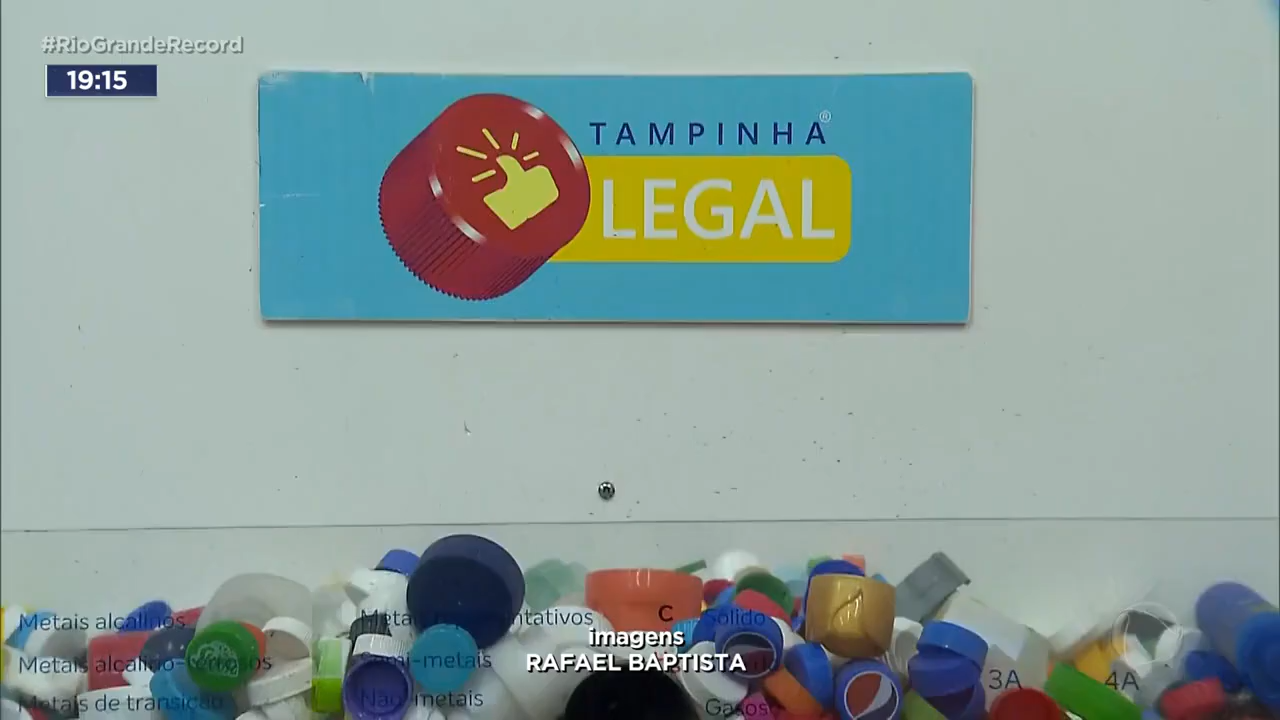 #RioGrandeRecord
19:15
TAMPINHA®
LEGAL
Metais alcalinos
C
Sólido
imagens
RAFAEL BAPTISTA
Metais alcalino-terrosos
Semi-metais
3A
4A
Metais de transição
Não-metais
Gasoso